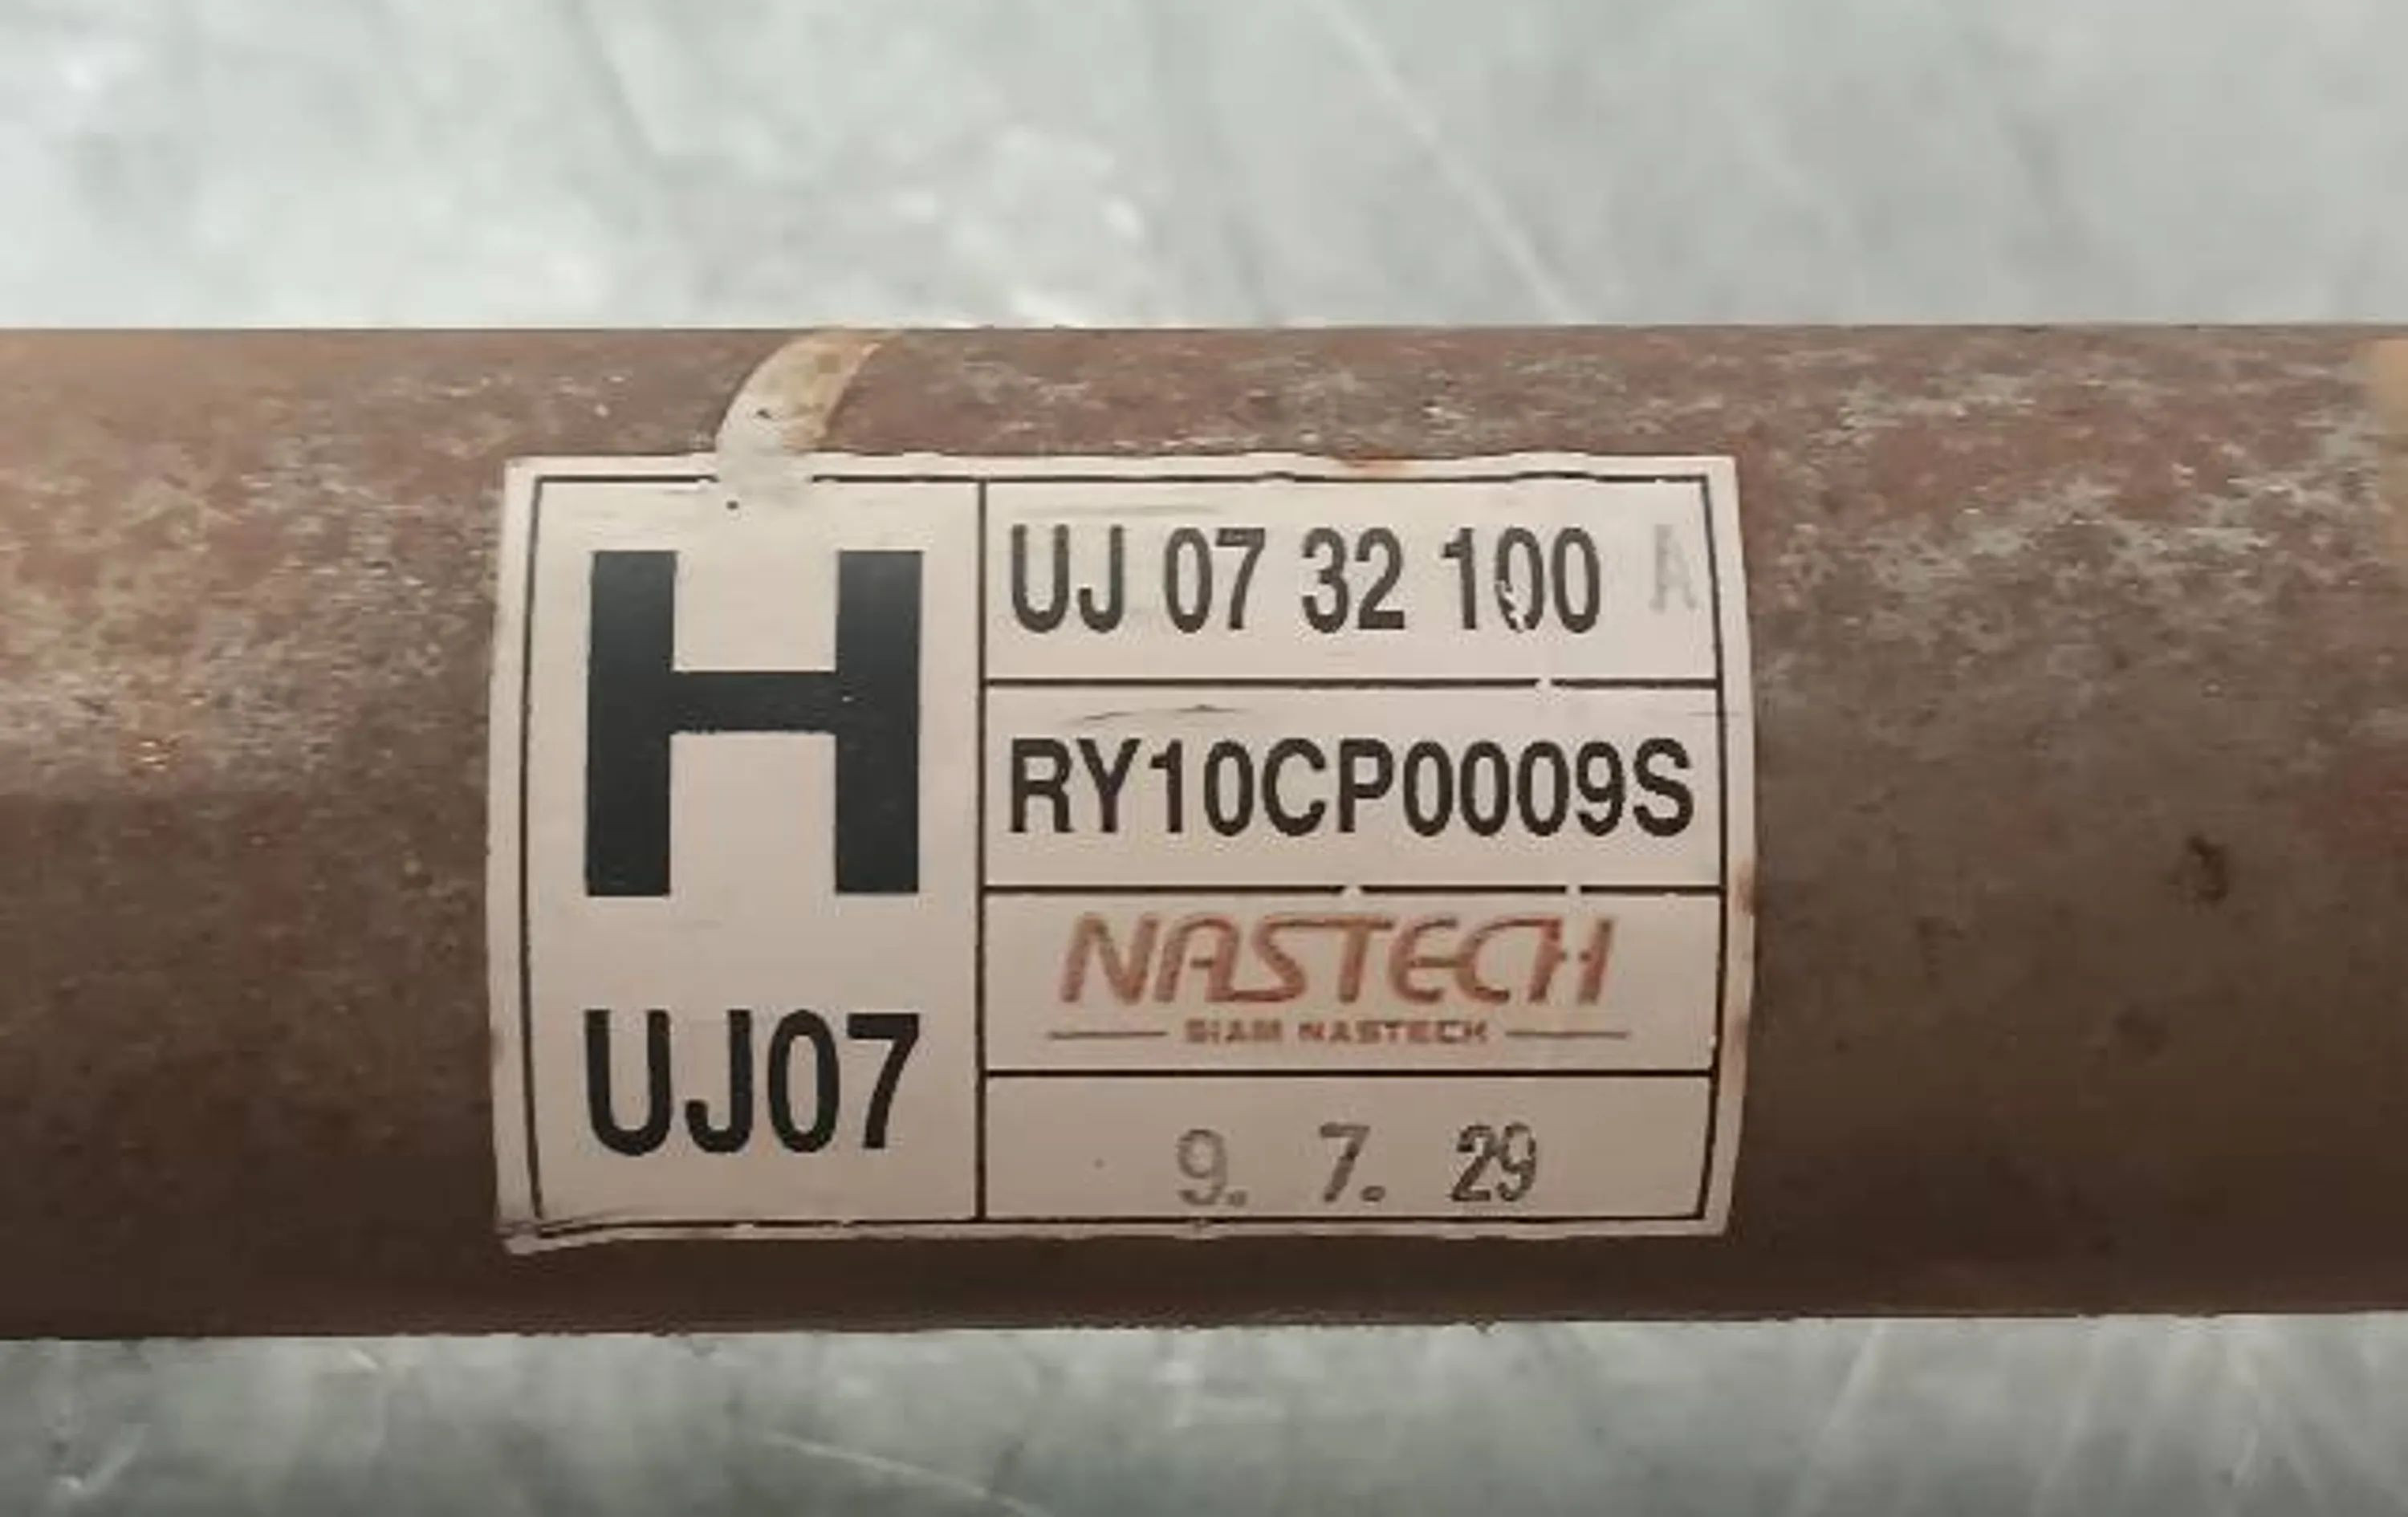 H
UJ07
UJ 07 32 100 A
RY10CP0009S
NASTECH
SIAM NASTECH
9. 7. 29